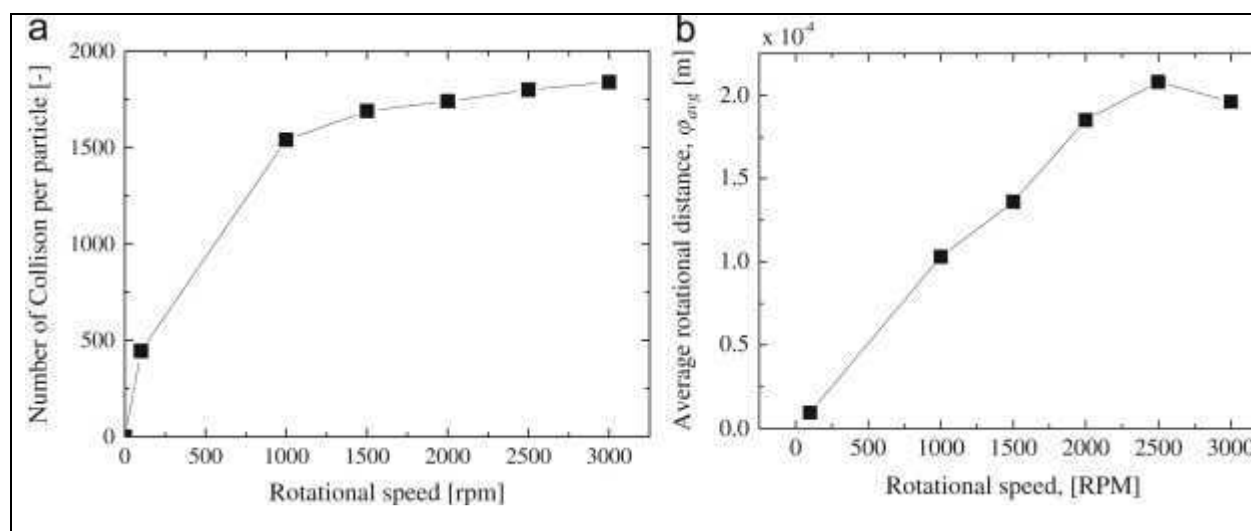 a
2000
1500
1000
500
0
Number of Collison per particle [-]
0 500 1000 1500 2000 2500 3000
Rotational speed [rpm]
b
x 10⁻⁴
2.0
1.5
1.0
0.5
0.0
Average rotational distance, φavg [m]
0 500 1000 1500 2000 2500 3000
Rotational speed, [RPM]